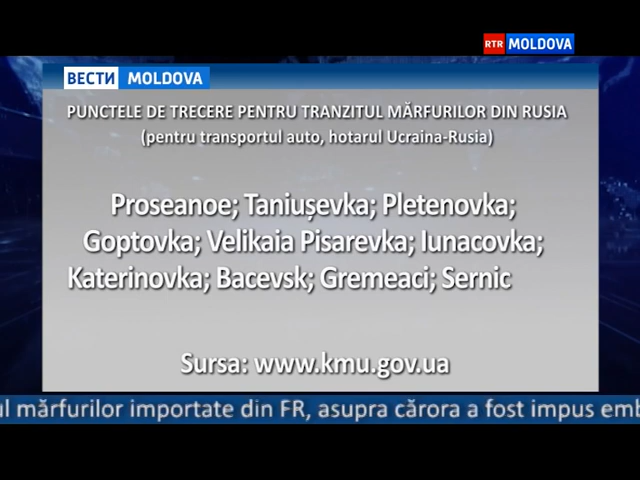 RTR MOLDOVA
ВЕСТИ MOLDOVA
PUNCTELE DE TRECERE PENTRU TRANZITUL MĂRFURILOR DIN RUSIA
(pentru transportul auto, hotarul Ucraina-Rusia)
Proseanoe; Taniușevka; Pletenovka;
Goptovka; Velikaia Pisarevka; Iunacovka;
Katerinovka; Bacevsk; Gremeaci; Sernic
Sursa: www.kmu.gov.ua
ul mărfurilor importate din FR, asupra cărora a fost impus emb